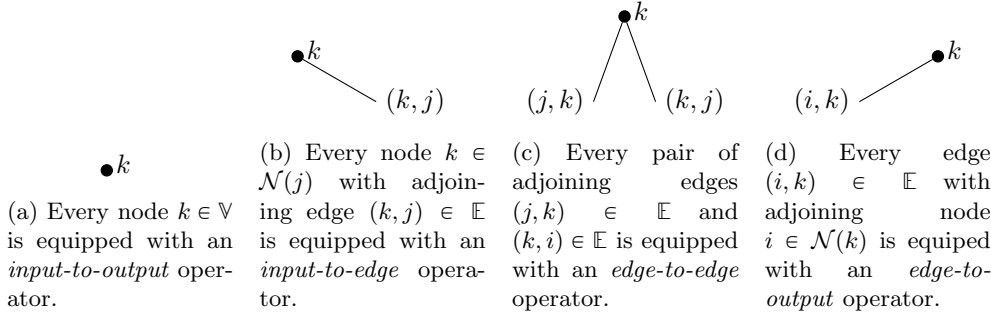 k
(a) Every node k ∈ 𝕍
is equipped with an
input-to-output oper-
ator.
k
(k, j)
(b) Every node k ∈
𝒩(j) with adjoin-
ing edge (k, j) ∈ 𝔼
is equipped with an
input-to-edge opera-
tor.
k
(j, k) (k, j)
(c) Every pair of
adjoining edges
(j, k) ∈ 𝔼 and
(k, i) ∈ 𝔼 is equipped
with an edge-to-edge
operator.
k
(i, k)
(d) Every edge
(i, k) ∈ 𝔼 with
adjoining node
i ∈ 𝒩(k) is equiped
with an edge-to-
output operator.